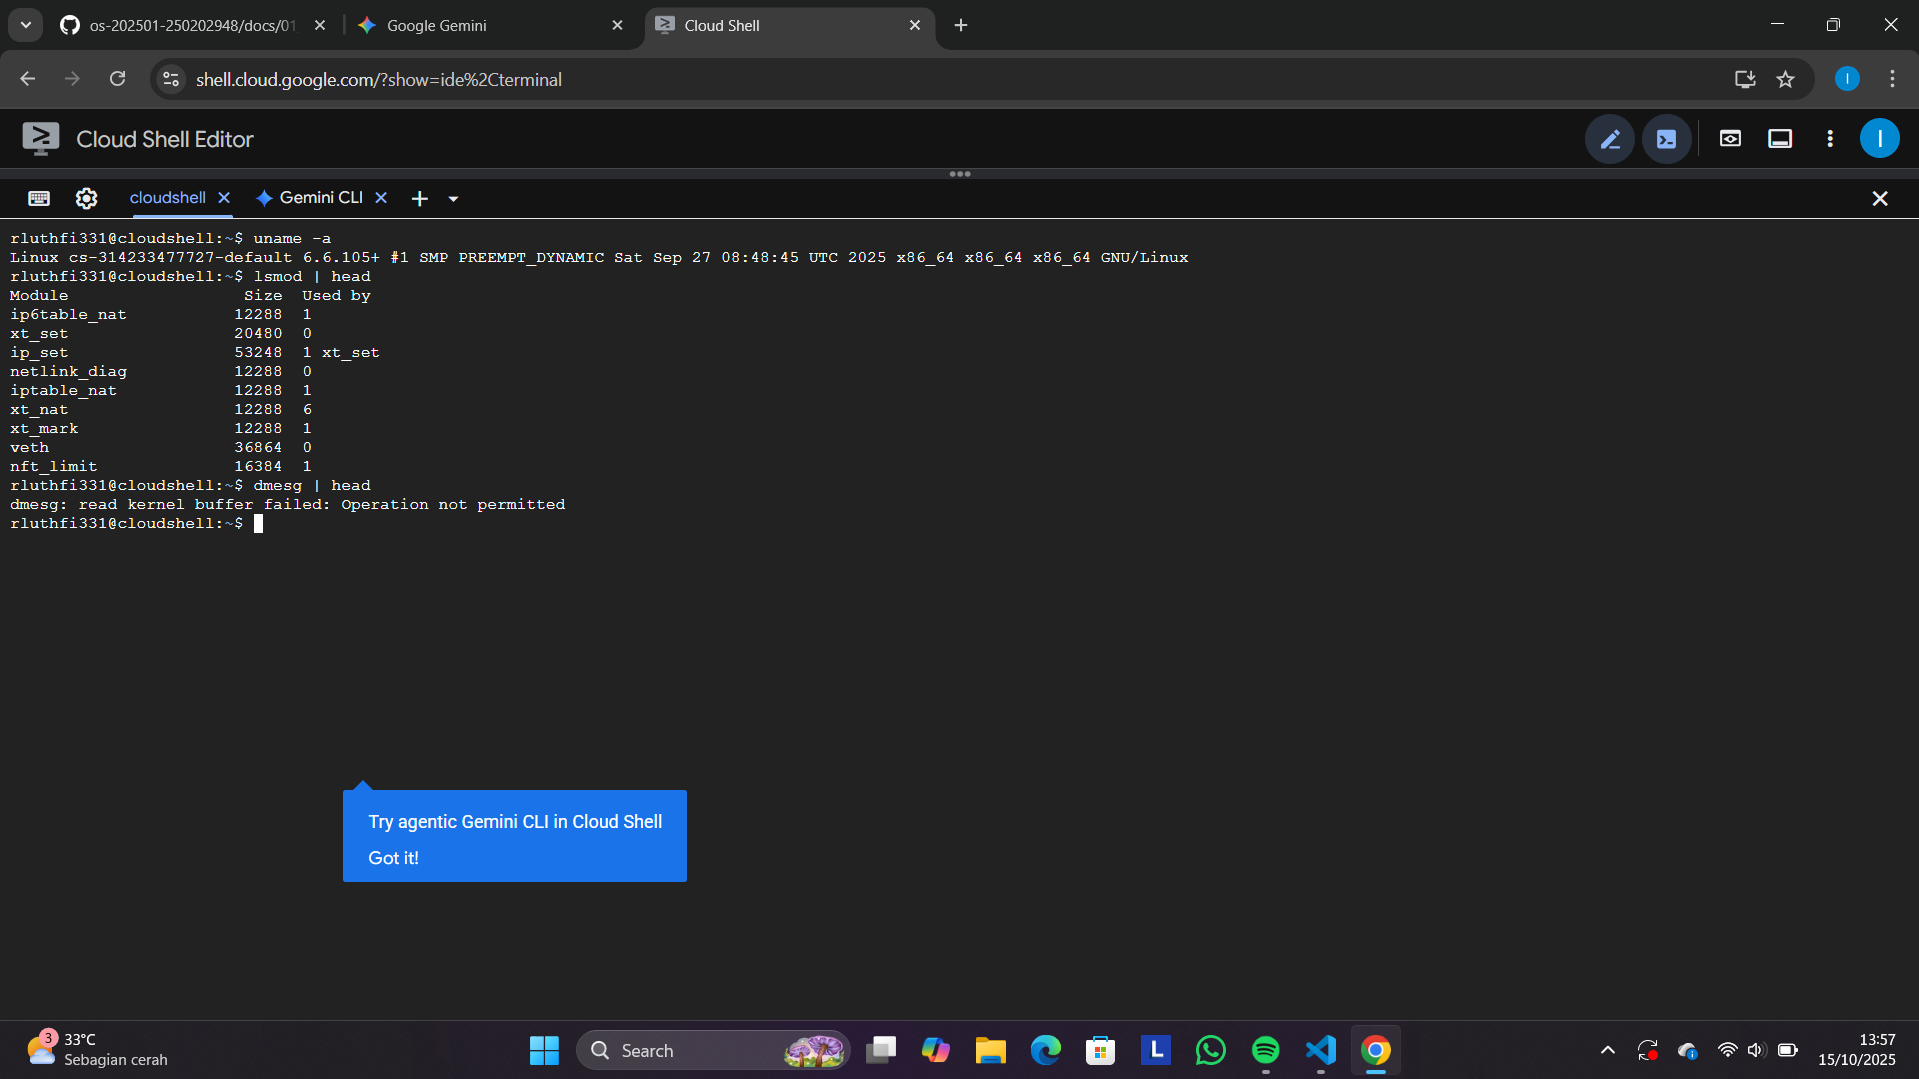 os-202501-250202948/docs/01
Google Gemini
Cloud Shell
shell.cloud.google.com/?show=ide%2Cterminal
I
Cloud Shell Editor
I
cloudshell
Gemini CLI
rluthfi331@cloudshell:~$ uname -a
Linux cs-314233477727-default 6.6.105+ #1 SMP PREEMPT_DYNAMIC Sat Sep 27 08:48:45 UTC 2025 x86_64 x86_64 x86_64 GNU/Linux
rluthfi331@cloudshell:~$ lsmod | head
Module                  Size  Used by
ip6table_nat           12288  1
xt_set                 20480  0
ip_set                 53248  1 xt_set
netlink_diag           12288  0
iptable_nat            12288  1
xt_nat                 12288  6
xt_mark                12288  1
veth                   36864  0
nft_limit              16384  1
rluthfi331@cloudshell:~$ dmesg | head
dmesg: read kernel buffer failed: Operation not permitted
rluthfi331@cloudshell:~$
Try agentic Gemini CLI in Cloud Shell
Got it!
3
33°C
Sebagian cerah
Search
L
13:57
15/10/2025